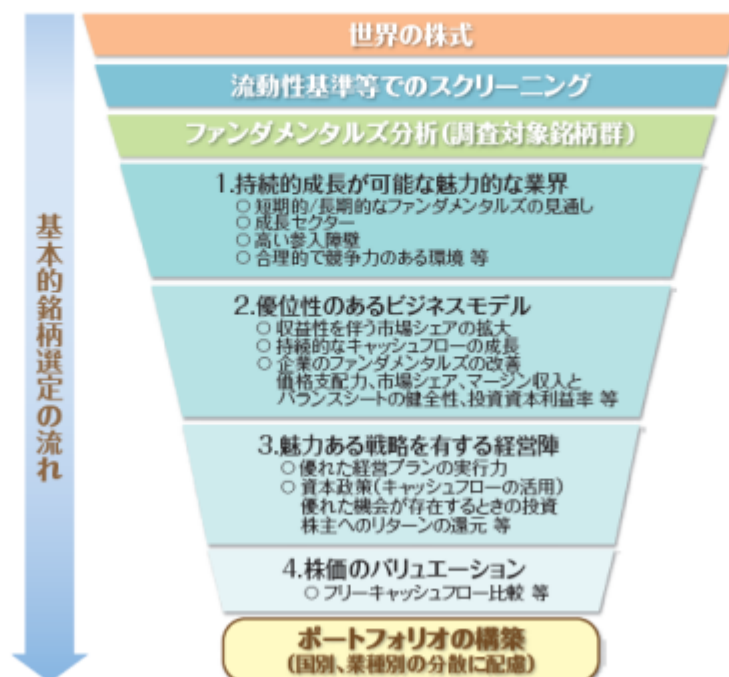 世界の株式
流動性基準等でのスクリーニング
ファンダメンタルズ分析(調査対象銘柄群)
1.持続的成長が可能な魅力的な業界
○ 短期的/長期的なファンダメンタルズの見通し
○ 成長セクター
○ 高い参入障壁
○ 合理的で競争力のある環境 等
2.優位性のあるビジネスモデル
○ 収益性を伴う市場シェアの拡大
○ 持続的なキャッシュフローの成長
○ 企業のファンダメンタルズの改善
価格支配力、市場シェア、マージン収入と
バランスシートの健全性、投資資本利益率 等
3.魅力ある戦略を有する経営陣
○ 優れた経営プランの実行力
○ 資本政策(キャッシュフローの活用)
優れた機会が存在するときの投資
株主へのリターンの還元 等
4.株価のバリュエーション
○ フリーキャッシュフロー比較 等
ポートフォリオの構築
(国別、業種別の分散に配慮)
基本的銘柄選定の流れ